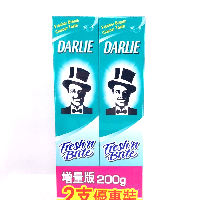 DARLIE
DARLIE
Fresh'n Brite
Fresh'n Brite
增量版 200g
2支優惠裝